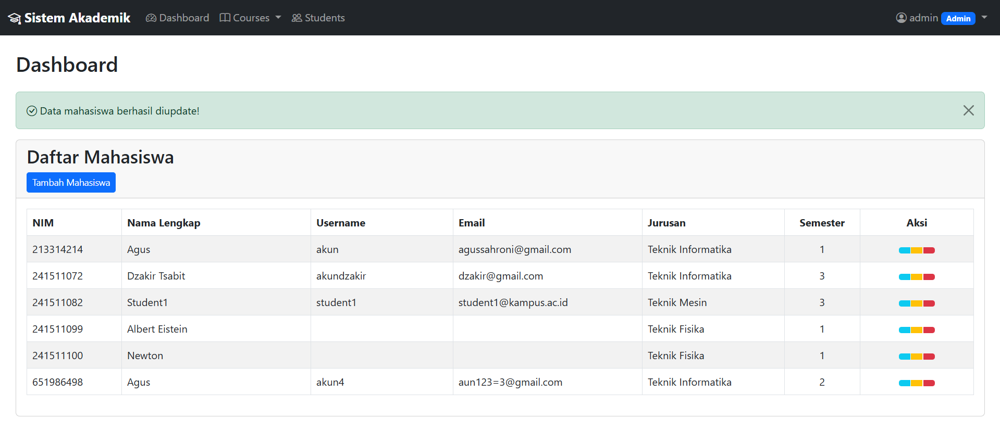 Sistem Akademik Dashboard Courses Students admin Admin
Dashboard
Data mahasiswa berhasil diupdate!
Daftar Mahasiswa
Tambah Mahasiswa
NIM Nama Lengkap Username Email Jurusan Semester Aksi
213314214 Agus akun agussahroni@gmail.com Teknik Informatika 1
241511072 Dzakir Tsabit akundzakir dzakir@gmail.com Teknik Informatika 3
241511082 Student1 student1 student1@kampus.ac.id Teknik Mesin 3
241511099 Albert Eistein Teknik Fisika 1
241511100 Newton Teknik Fisika 1
651986498 Agus akun4 aun123=3@gmail.com Teknik Informatika 2